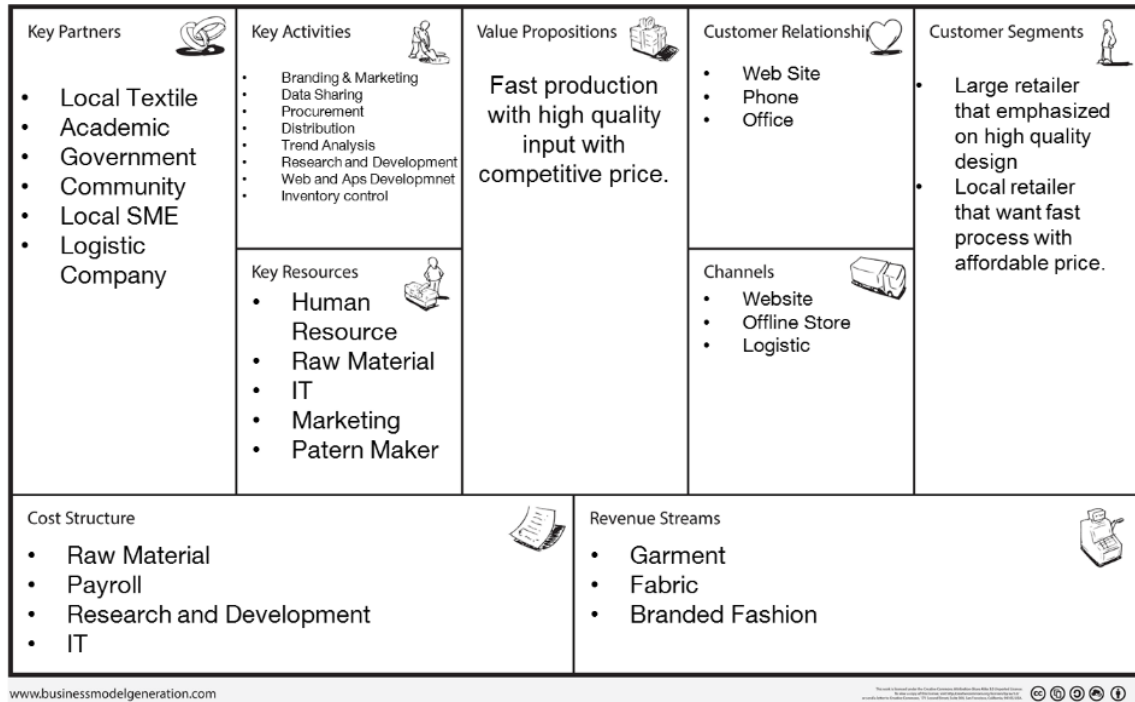 Key Partners
• Local Textile
• Academic
• Government
• Community
• Local SME
• Logistic
Company
Key Activities
• Branding & Marketing
• Data Sharing
• Procurement
• Distribution
• Trend Analysis
• Research and Development
• Web and Aps Developmnet
• Inventory control
Key Resources
• Human
Resource
• Raw Material
• IT
• Marketing
• Patern Maker
Value Propositions
Fast production
with high quality
input with
competitive price.
Customer Relationshi
• Web Site
• Phone
• Office
Channels
• Website
• Offline Store
• Logistic
Customer Segments
• Large retailer
that emphasized
on high quality
design
• Local retailer
that want fast
process with
affordable price.
Cost Structure
• Raw Material
• Payroll
• Research and Development
• IT
Revenue Streams
• Garment
• Fabric
• Branded Fashion
www.businessmodelgeneration.com